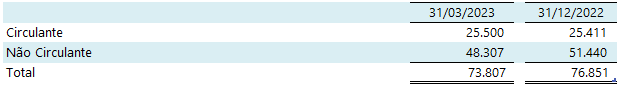 31/03/2023 31/12/2022
Circulante 25.500 25.411
Não Circulante 48.307 51.440
Total 73.807 76.851